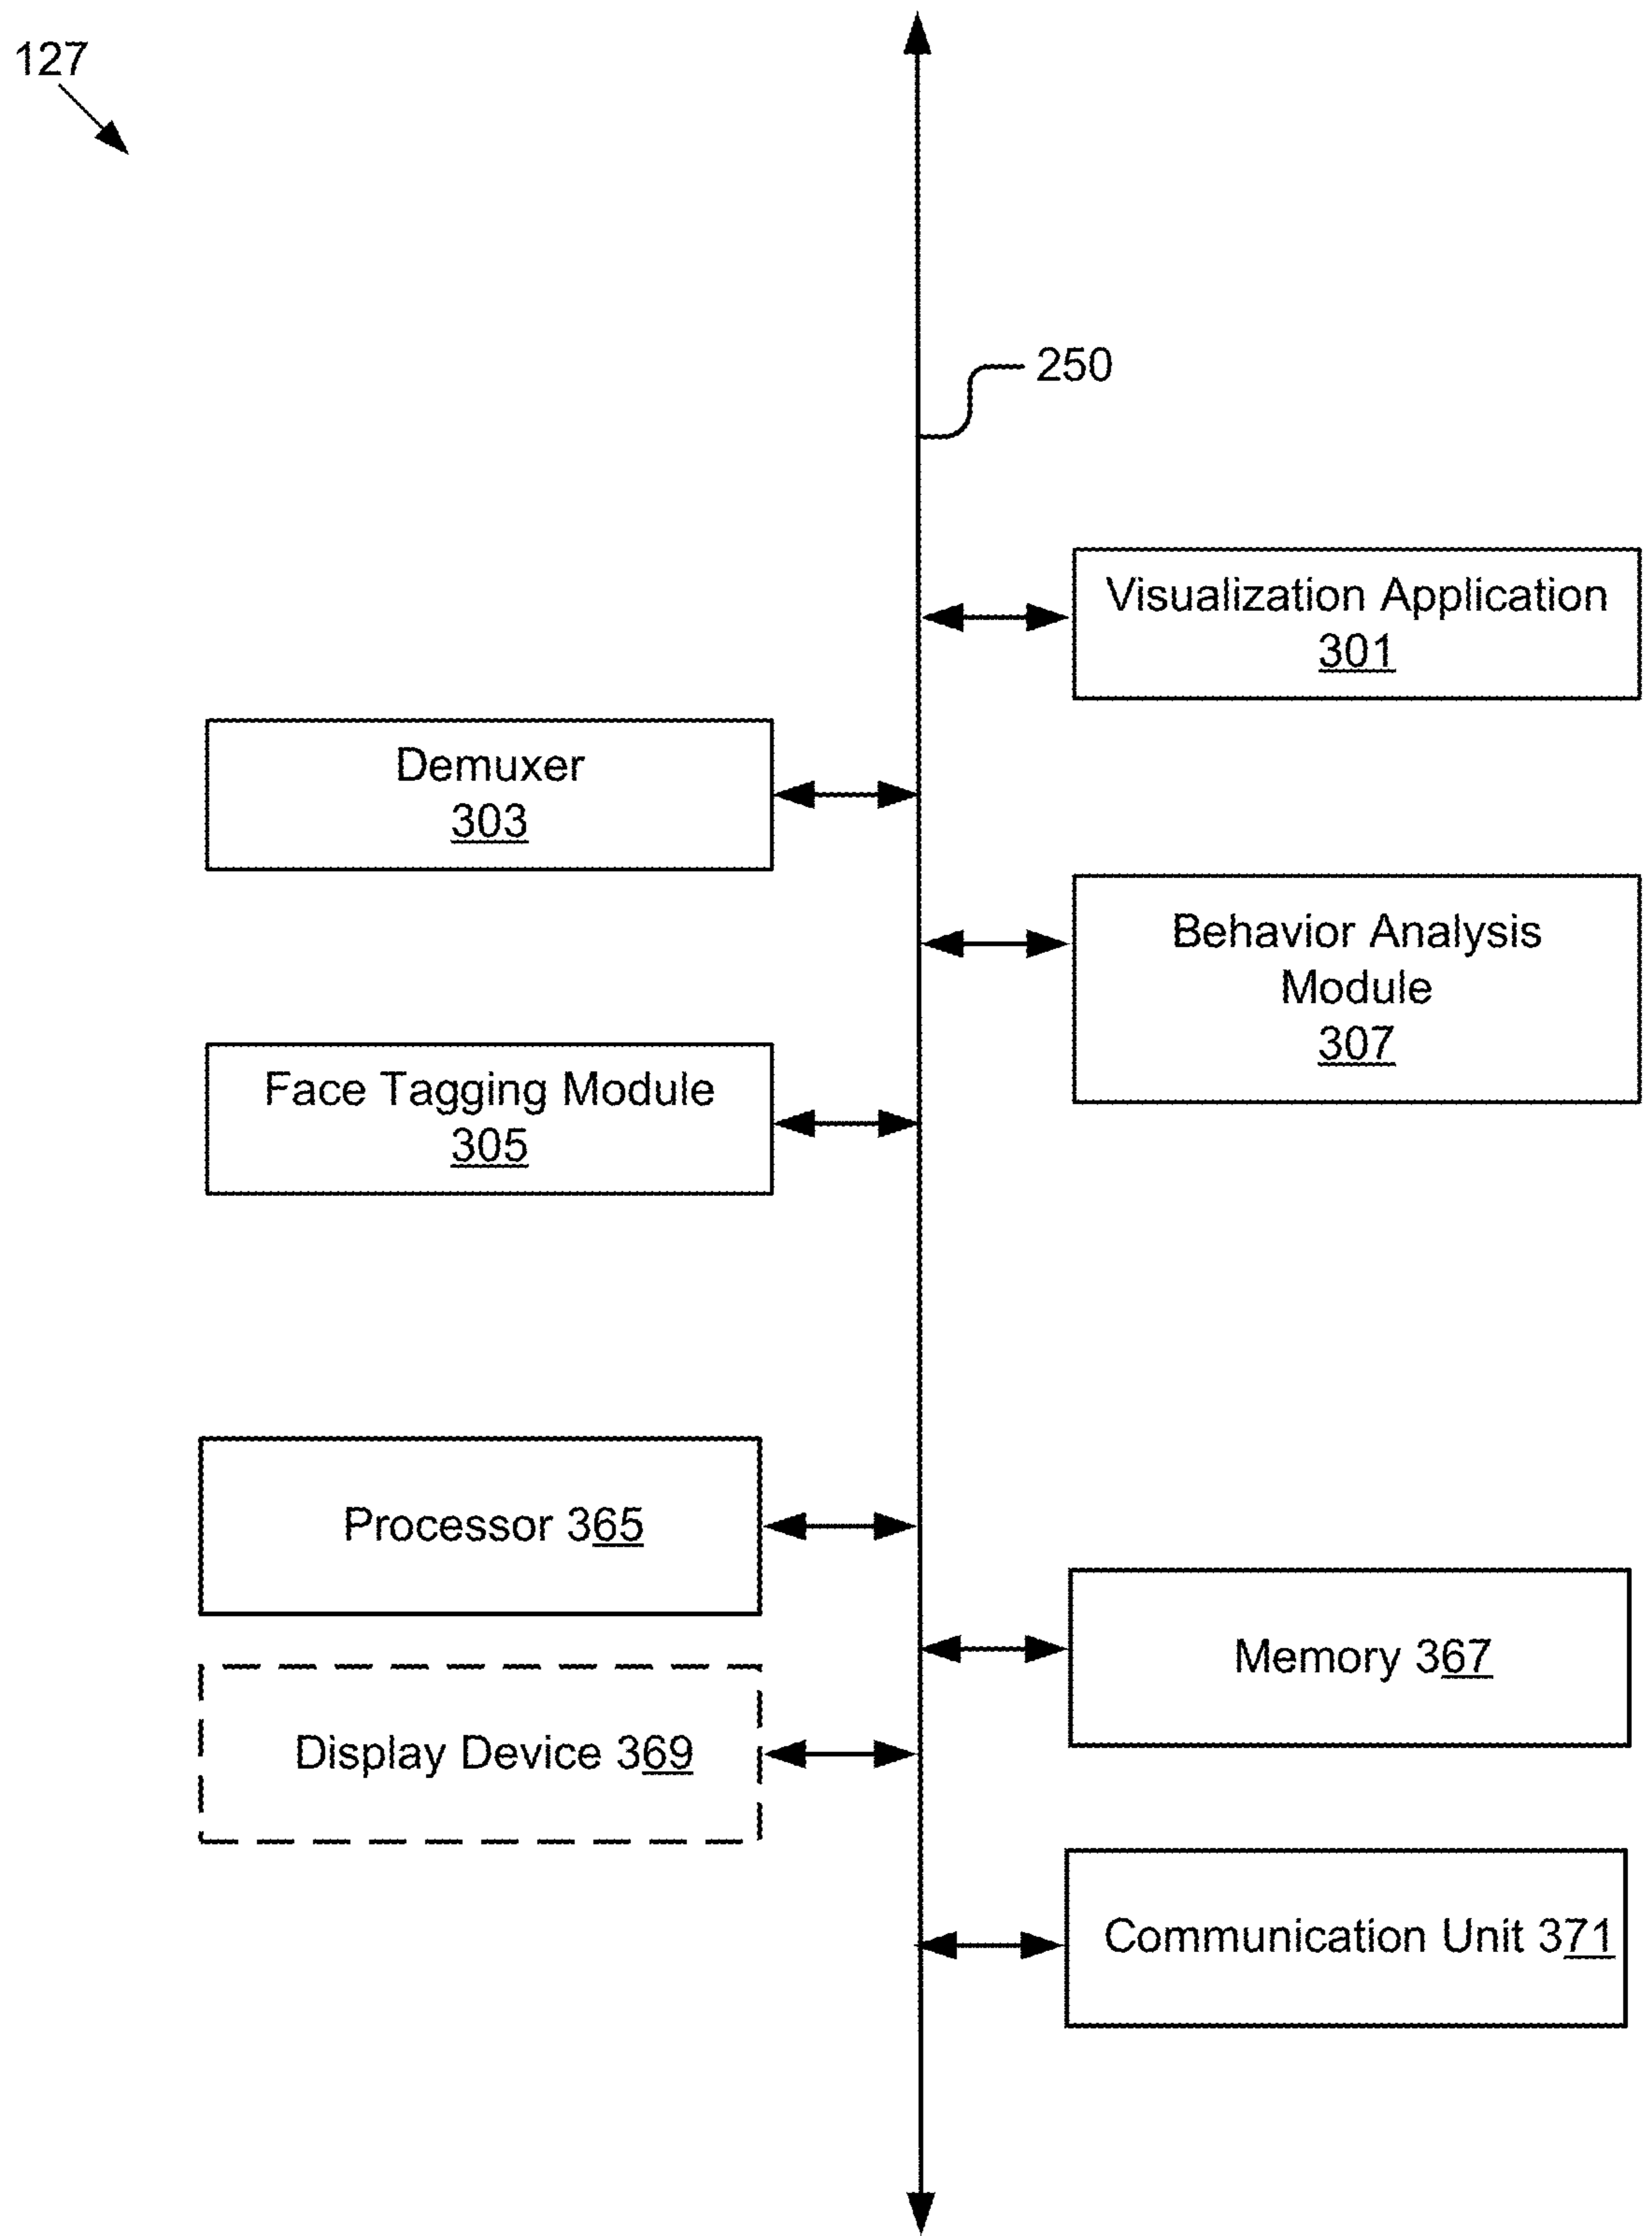 127
250
Visualization Application
301
Demuxer
303
Behavior Analysis
Module
307
Face Tagging Module
305
Processor 365
Memory 367
Display Device 369
Communication Unit 371